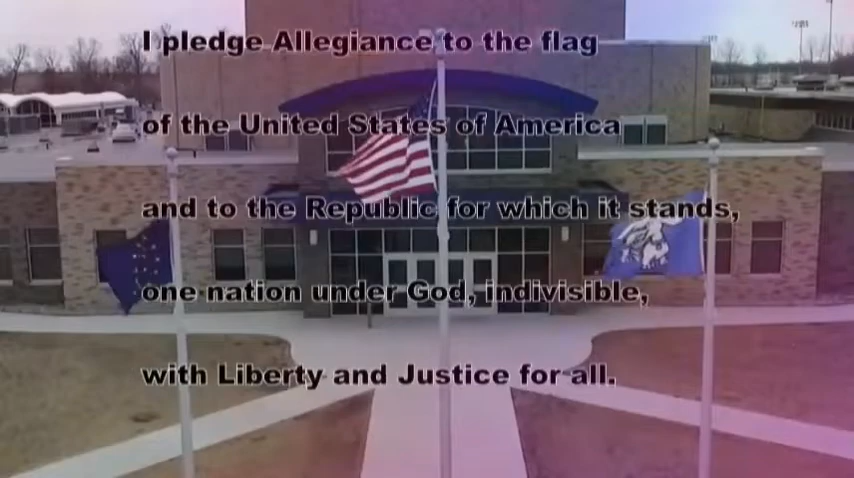 I pledge Allegiance to the flag
of the United States of America
and to the Republic for which it stands,
one nation under God, indivisible,
with Liberty and Justice for all.